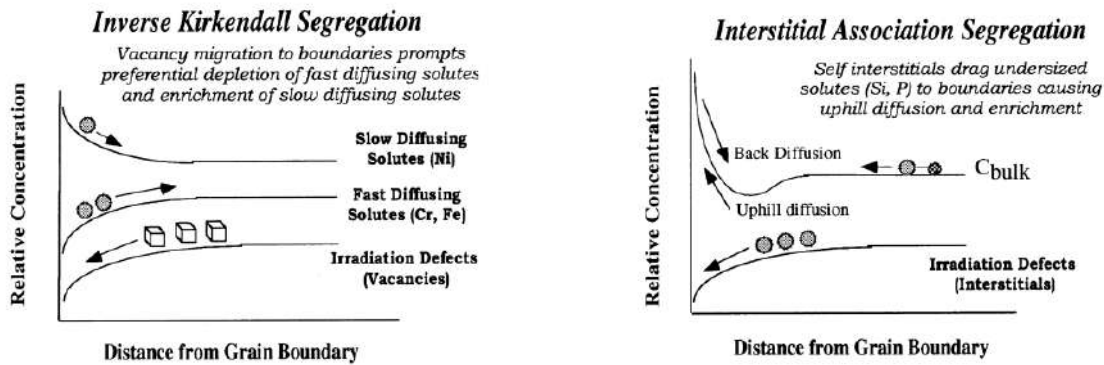 Inverse Kirkendall Segregation
Vacancy migration to boundaries prompts
preferential depletion of fast diffusing solutes
and enrichment of slow diffusing solutes
Relative Concentration
Slow Diffusing
Solutes (Ni)
Fast Diffusing
Solutes (Cr, Fe)
Irradiation Defects
(Vacancies)
Distance from Grain Boundary
Interstitial Association Segregation
Self interstitials drag undersized
solutes (Si, P) to boundaries causing
uphill diffusion and enrichment
Relative Concentration
Back Diffusion
Cbulk
Uphill diffusion
Irradiation Defects
(Interstitials)
Distance from Grain Boundary